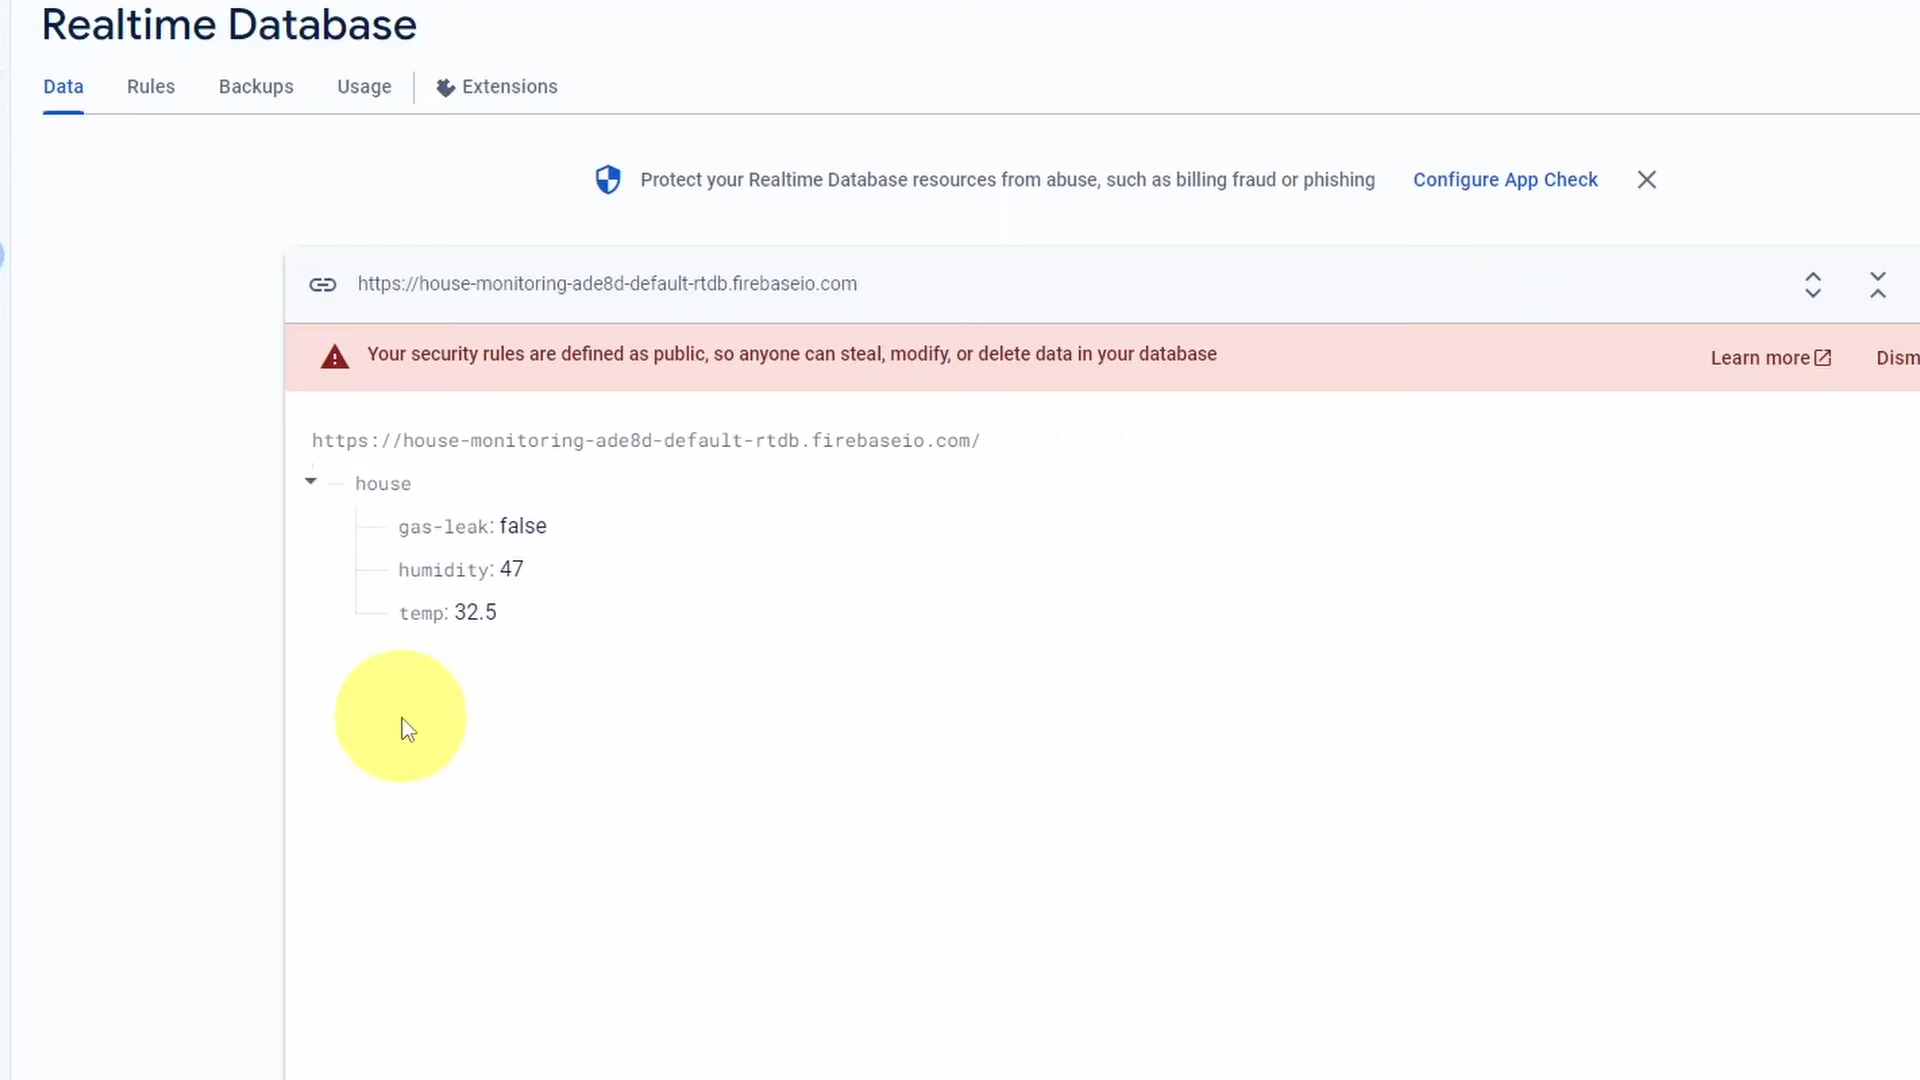 Realtime Database
Data Rules Backups Usage Extensions
Protect your Realtime Database resources from abuse, such as billing fraud or phishing Configure App Check
https://house-monitoring-ade8d-default-rtdb.firebaseio.com
Your security rules are defined as public, so anyone can steal, modify, or delete data in your database Learn more Dism
https://house-monitoring-ade8d-default-rtdb.firebaseio.com/
house
gas-leak: false
humidity: 47
temp: 32.5